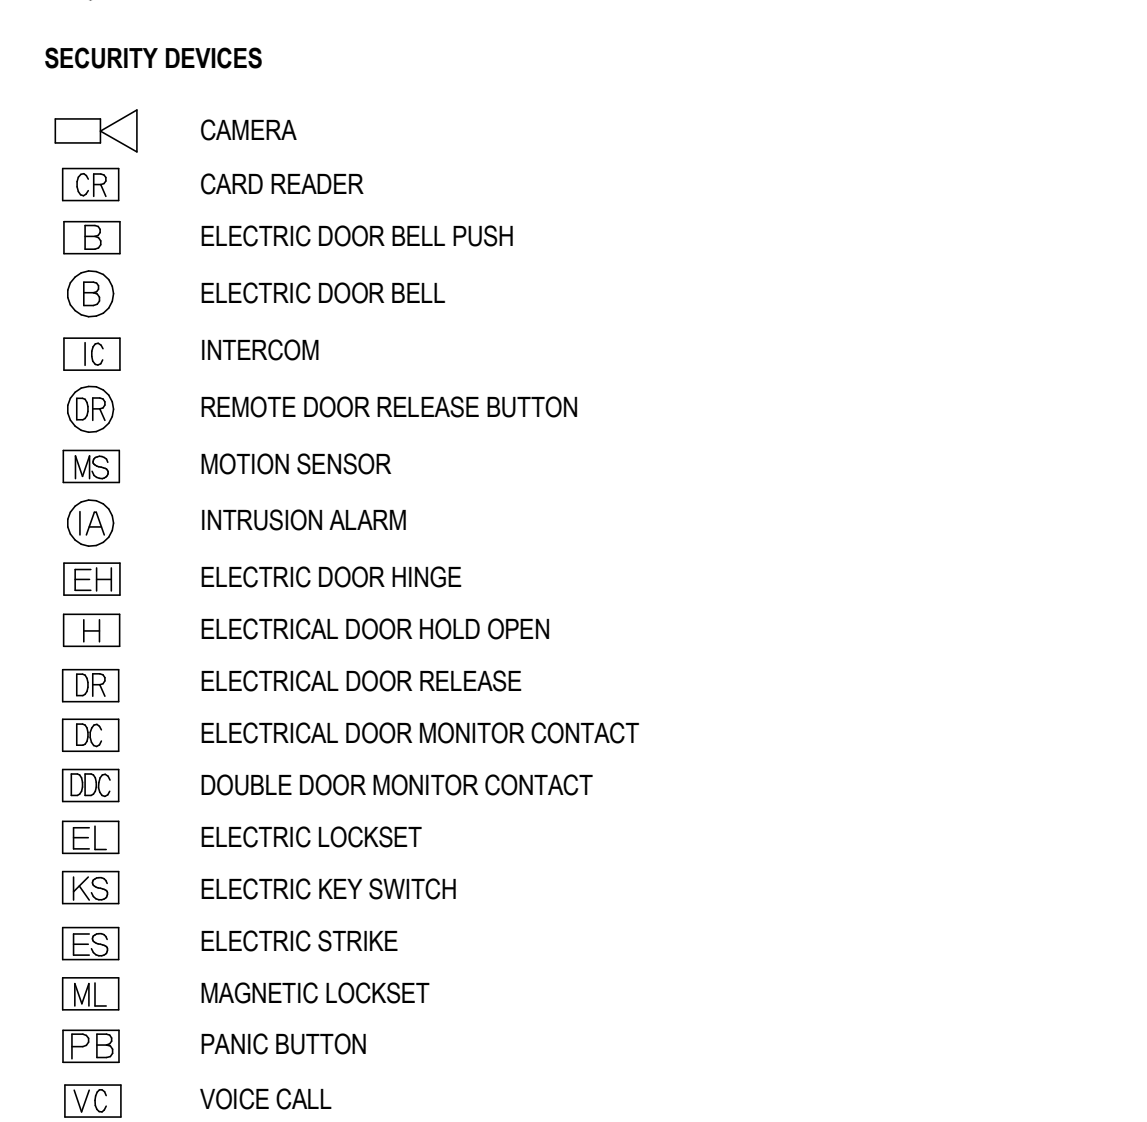 SECURITY DEVICES
CAMERA
CR CARD READER
B ELECTRIC DOOR BELL PUSH
B ELECTRIC DOOR BELL
IC INTERCOM
DR REMOTE DOOR RELEASE BUTTON
MS MOTION SENSOR
IA INTRUSION ALARM
EH ELECTRIC DOOR HINGE
H ELECTRICAL DOOR HOLD OPEN
DR ELECTRICAL DOOR RELEASE
DC ELECTRICAL DOOR MONITOR CONTACT
DDC DOUBLE DOOR MONITOR CONTACT
EL ELECTRIC LOCKSET
KS ELECTRIC KEY SWITCH
ES ELECTRIC STRIKE
ML MAGNETIC LOCKSET
PB PANIC BUTTON
VC VOICE CALL